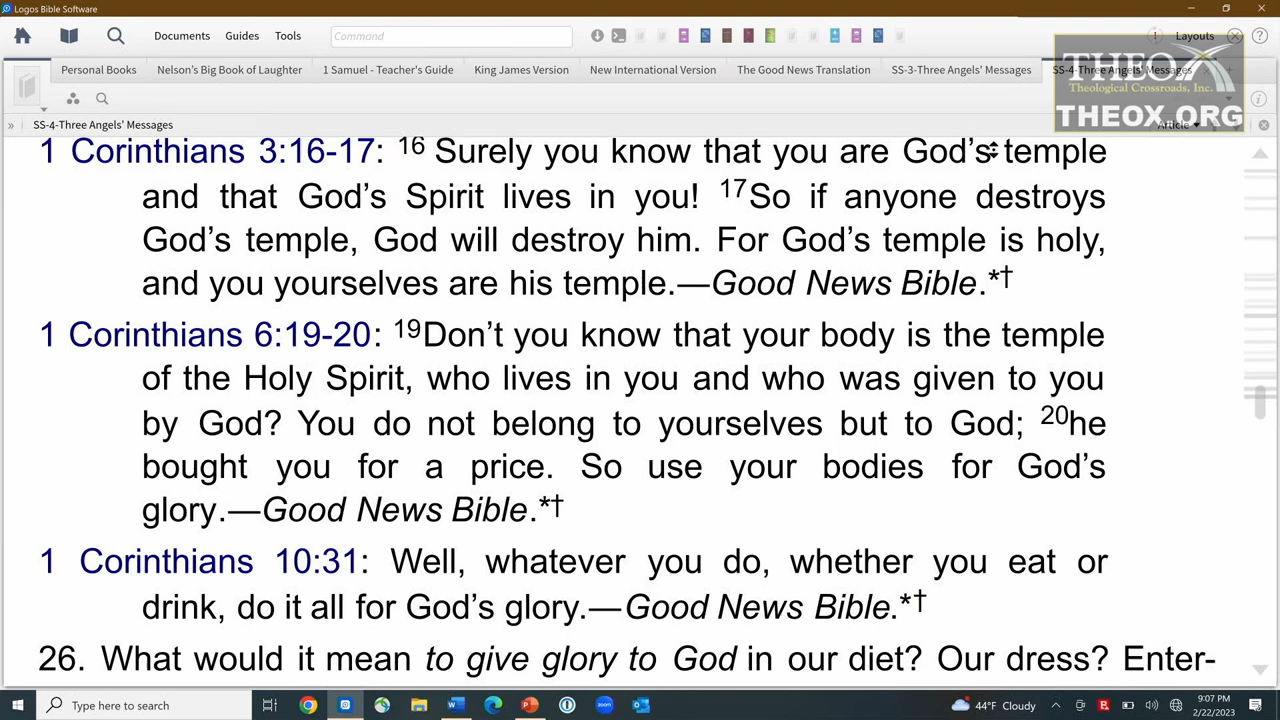 Logos Bible Software
Documents Guides Tools Command Layouts
Personal Books Nelson's Big Book of Laughter 1 Sam King James Version New International Version The Good News Translation SS-3-Three Angels' Messages SS-4-Three Angels' Messages
THEOX
Theological Crossroads, Inc.
THEOX.ORG
SS-4-Three Angels' Messages Article
1 Corinthians 3:16-17: 16 Surely you know that you are God's temple
and that God's Spirit lives in you! 17So if anyone destroys
God's temple, God will destroy him. For God's temple is holy,
and you yourselves are his temple.—Good News Bible.*†
1 Corinthians 6:19-20: 19Don't you know that your body is the temple
of the Holy Spirit, who lives in you and who was given to you
by God? You do not belong to yourselves but to God; 20he
bought you for a price. So use your bodies for God's
glory.—Good News Bible.*†
1 Corinthians 10:31: Well, whatever you do, whether you eat or
drink, do it all for God's glory.—Good News Bible.*†
26. What would it mean to give glory to God in our diet? Our dress? Enter-
Type here to search
44°F Cloudy
9:07 PM
2/22/2023